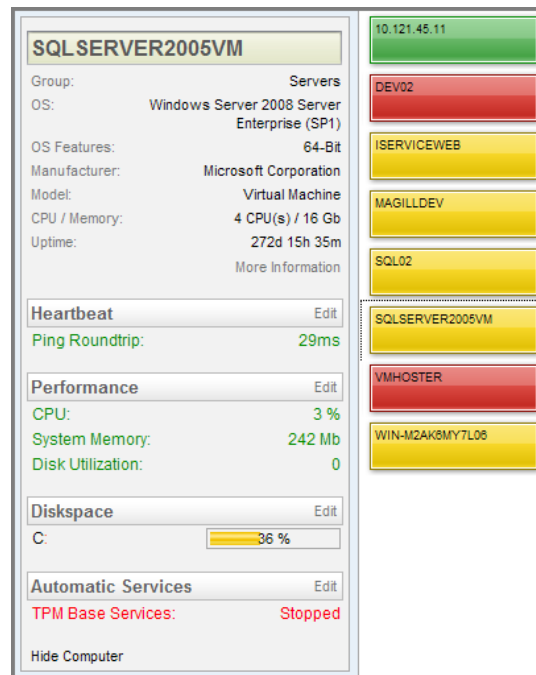 SQLSERVER2005VM
Group: Servers
OS: Windows Server 2008 Server
Enterprise (SP1)
OS Features: 64-Bit
Manufacturer: Microsoft Corporation
Model: Virtual Machine
CPU / Memory: 4 CPU(s) / 16 Gb
Uptime: 272d 15h 35m
More Information
Heartbeat Edit
Ping Roundtrip: 29ms
Performance Edit
CPU: 3 %
System Memory: 242 Mb
Disk Utilization: 0
Diskspace Edit
C: 36 %
Automatic Services Edit
TPM Base Services: Stopped
Hide Computer
10.121.45.11
DEV02
ISERVICEWEB
MAGILLDEV
SQL02
SQLSERVER2005VM
VMHOSTER
WIN-M2AK6MY7L06